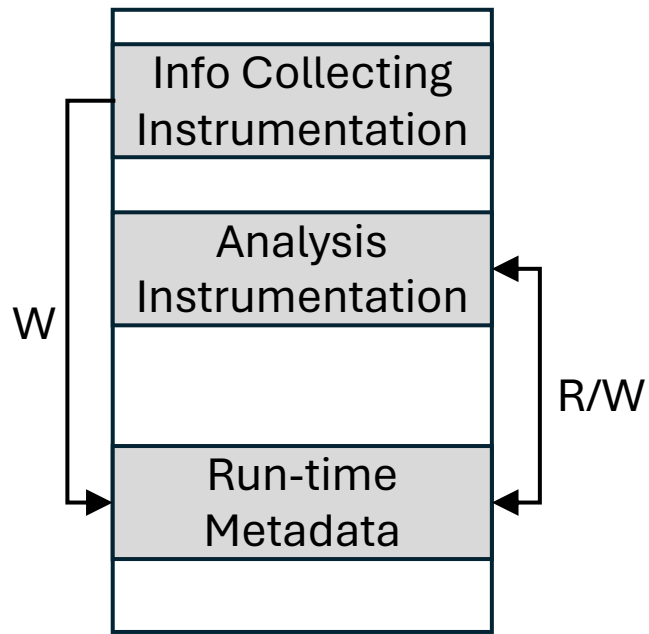 Info Collecting
Instrumentation
Analysis
Instrumentation
W
R/W
Run-time
Metadata